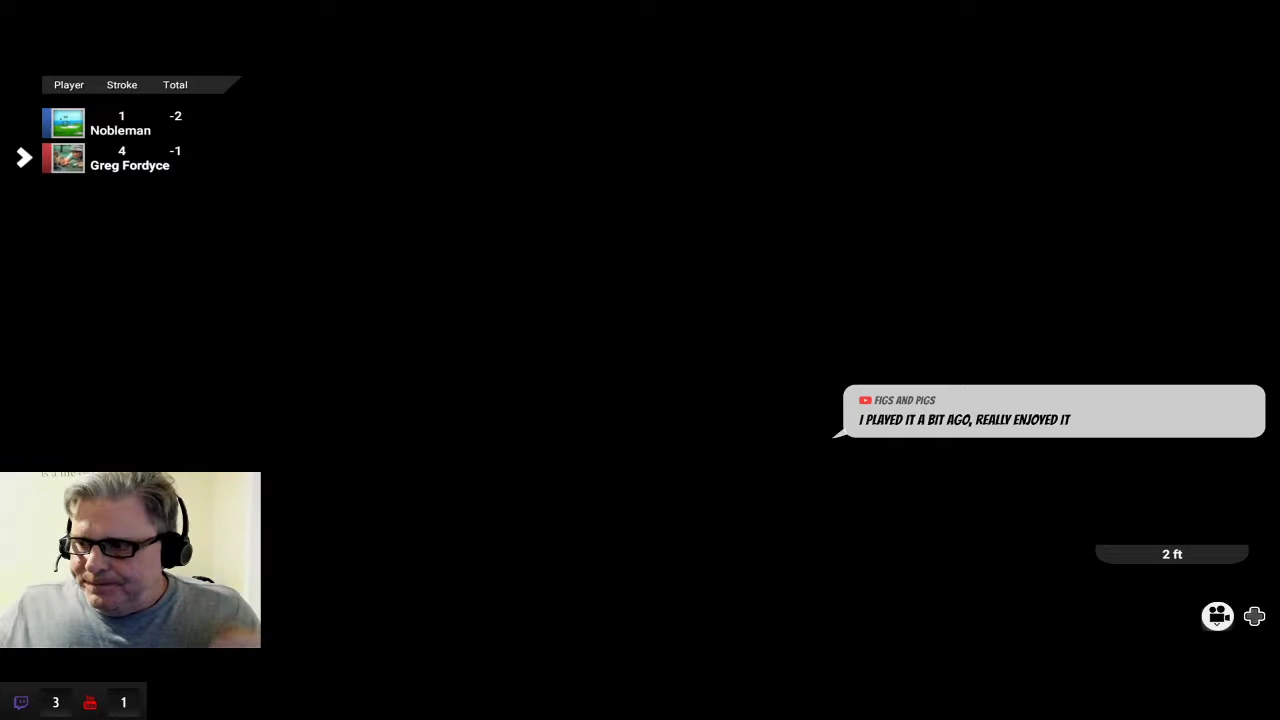 Player Stroke Total
1 -2
Nobleman
4 -1
Greg Fordyce
FIGS AND PIGS
I PLAYED IT A BIT AGO, REALLY ENJOYED IT
2 ft
3 1